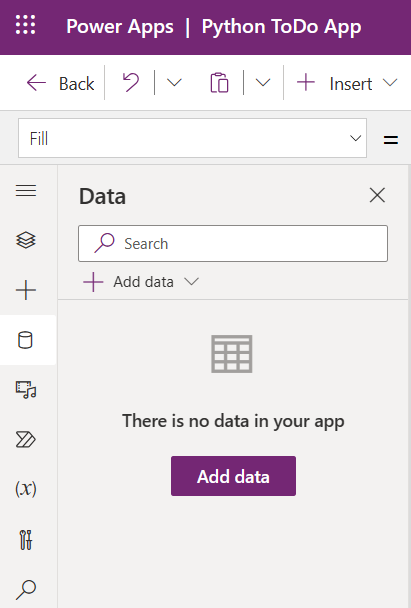 Power Apps | Python ToDo App
Back
Insert
Fill
=
Data
Search
Add data
There is no data in your app
Add data
(x)